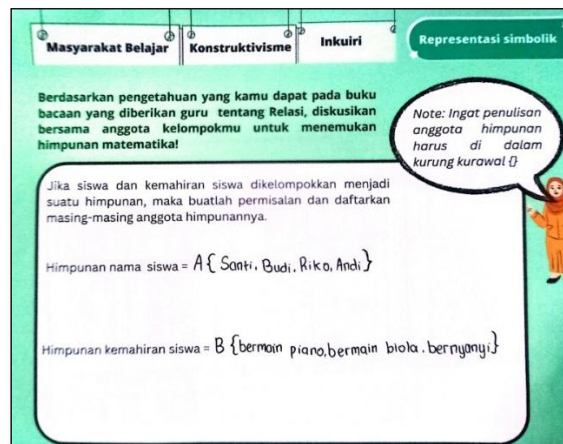 Masyarakat Belajar
Konstruktivisme
Inkuiri
Representasi simbolik
Berdasarkan pengetahuan yang kamu dapat pada buku
bacaan yang diberikan guru tentang Relasi, diskusikan
bersama anggota kelompokmu untuk menemukan
himpunan matematika!
Note: Ingat penulisan
anggota himpunan
harus di dalam
kurung kurawal {}
Jika siswa dan kemahiran siswa dikelompokkan menjadi
suatu himpunan, maka buatlah permisalan dan daftarkan
masing-masing anggota himpunannya.
Himpunan nama siswa = A { Santi, Budi, Riko, Andi }
Himpunan kemahiran siswa = B {bermain piano, bermain biola. bernyanyi}